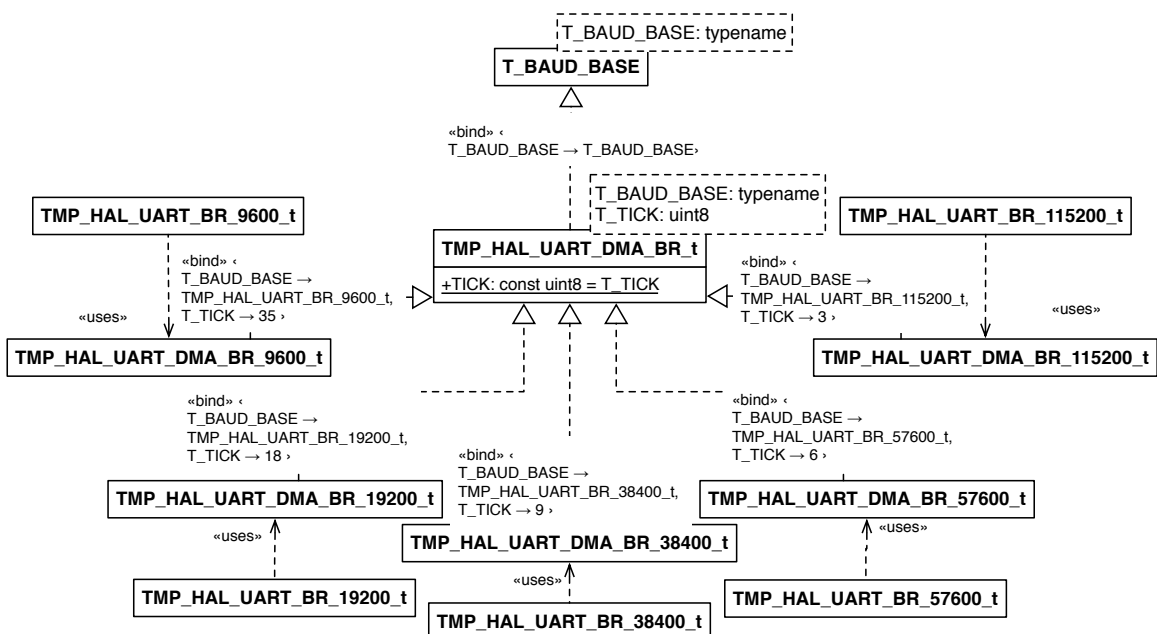 T_BAUD_BASE: typename
T_BAUD_BASE
«bind» ‹
T_BAUD_BASE → T_BAUD_BASE›
T_BAUD_BASE: typename
T_TICK: uint8
TMP_HAL_UART_DMA_BR_t
+TICK: const uint8 = T_TICK
TMP_HAL_UART_BR_9600_t
«bind» ‹
T_BAUD_BASE →
TMP_HAL_UART_BR_9600_t,
T_TICK → 35 ›
«uses»
TMP_HAL_UART_DMA_BR_9600_t
TMP_HAL_UART_BR_115200_t
«bind» ‹
T_BAUD_BASE →
TMP_HAL_UART_BR_115200_t,
T_TICK → 3 ›
«uses»
TMP_HAL_UART_DMA_BR_115200_t
«bind» ‹
T_BAUD_BASE →
TMP_HAL_UART_BR_19200_t,
T_TICK → 18 ›
TMP_HAL_UART_DMA_BR_19200_t
«uses»
TMP_HAL_UART_BR_19200_t
«bind» ‹
T_BAUD_BASE →
TMP_HAL_UART_BR_38400_t,
T_TICK → 9 ›
TMP_HAL_UART_DMA_BR_38400_t
«uses»
TMP_HAL_UART_BR_38400_t
«bind» ‹
T_BAUD_BASE →
TMP_HAL_UART_BR_57600_t,
T_TICK → 6 ›
TMP_HAL_UART_DMA_BR_57600_t
«uses»
TMP_HAL_UART_BR_57600_t